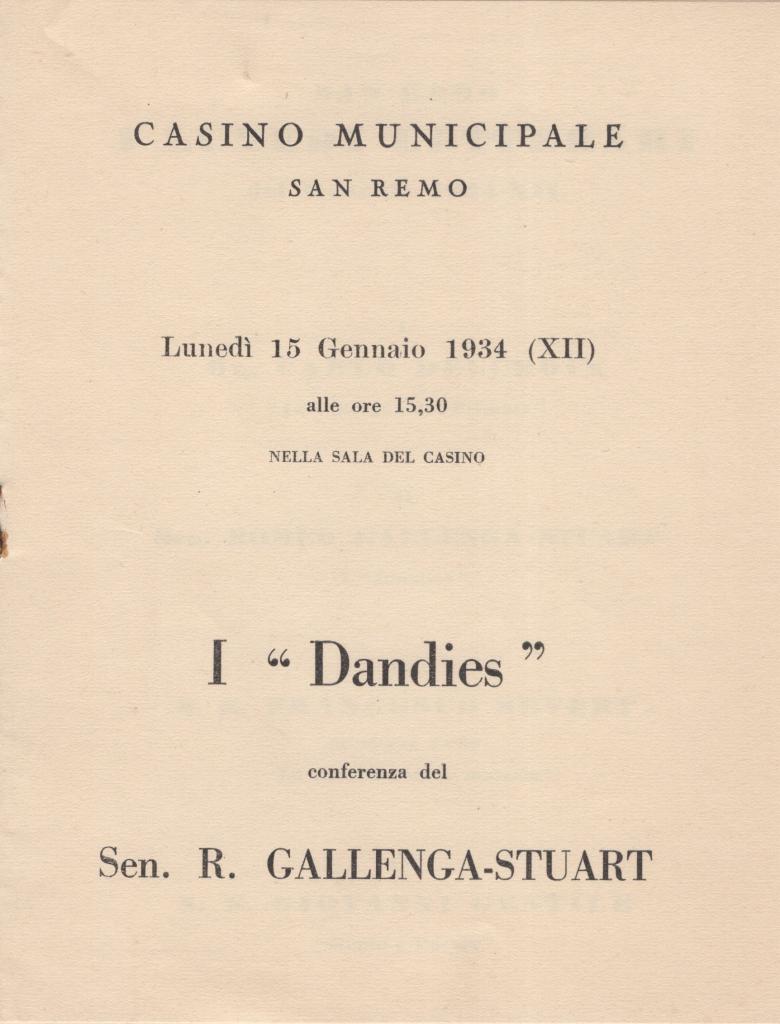 CASINO MUNICIPALE
SAN REMO
Lunedì 15 Gennaio 1934 (XII)
alle ore 15,30
NELLA SALA DEL CASINO
I “ Dandies ”
conferenza del
Sen. R. GALLENGA-STUART